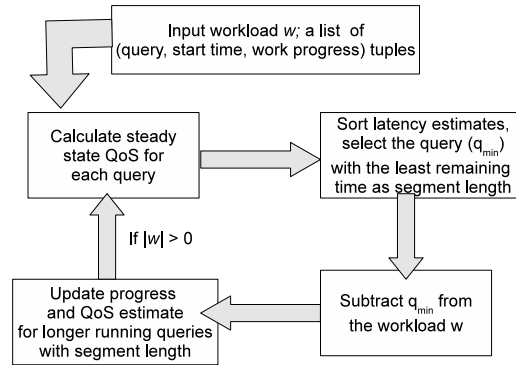 Input workload w; a list of
(query, start time, work progress) tuples
Calculate steady
state QoS for
each query
Sort latency estimates,
select the query (qmin)
with the least remaining
time as segment length
Subtract qmin from
the workload w
Update progress
and QoS estimate
for longer running queries
with segment length
If |w| > 0